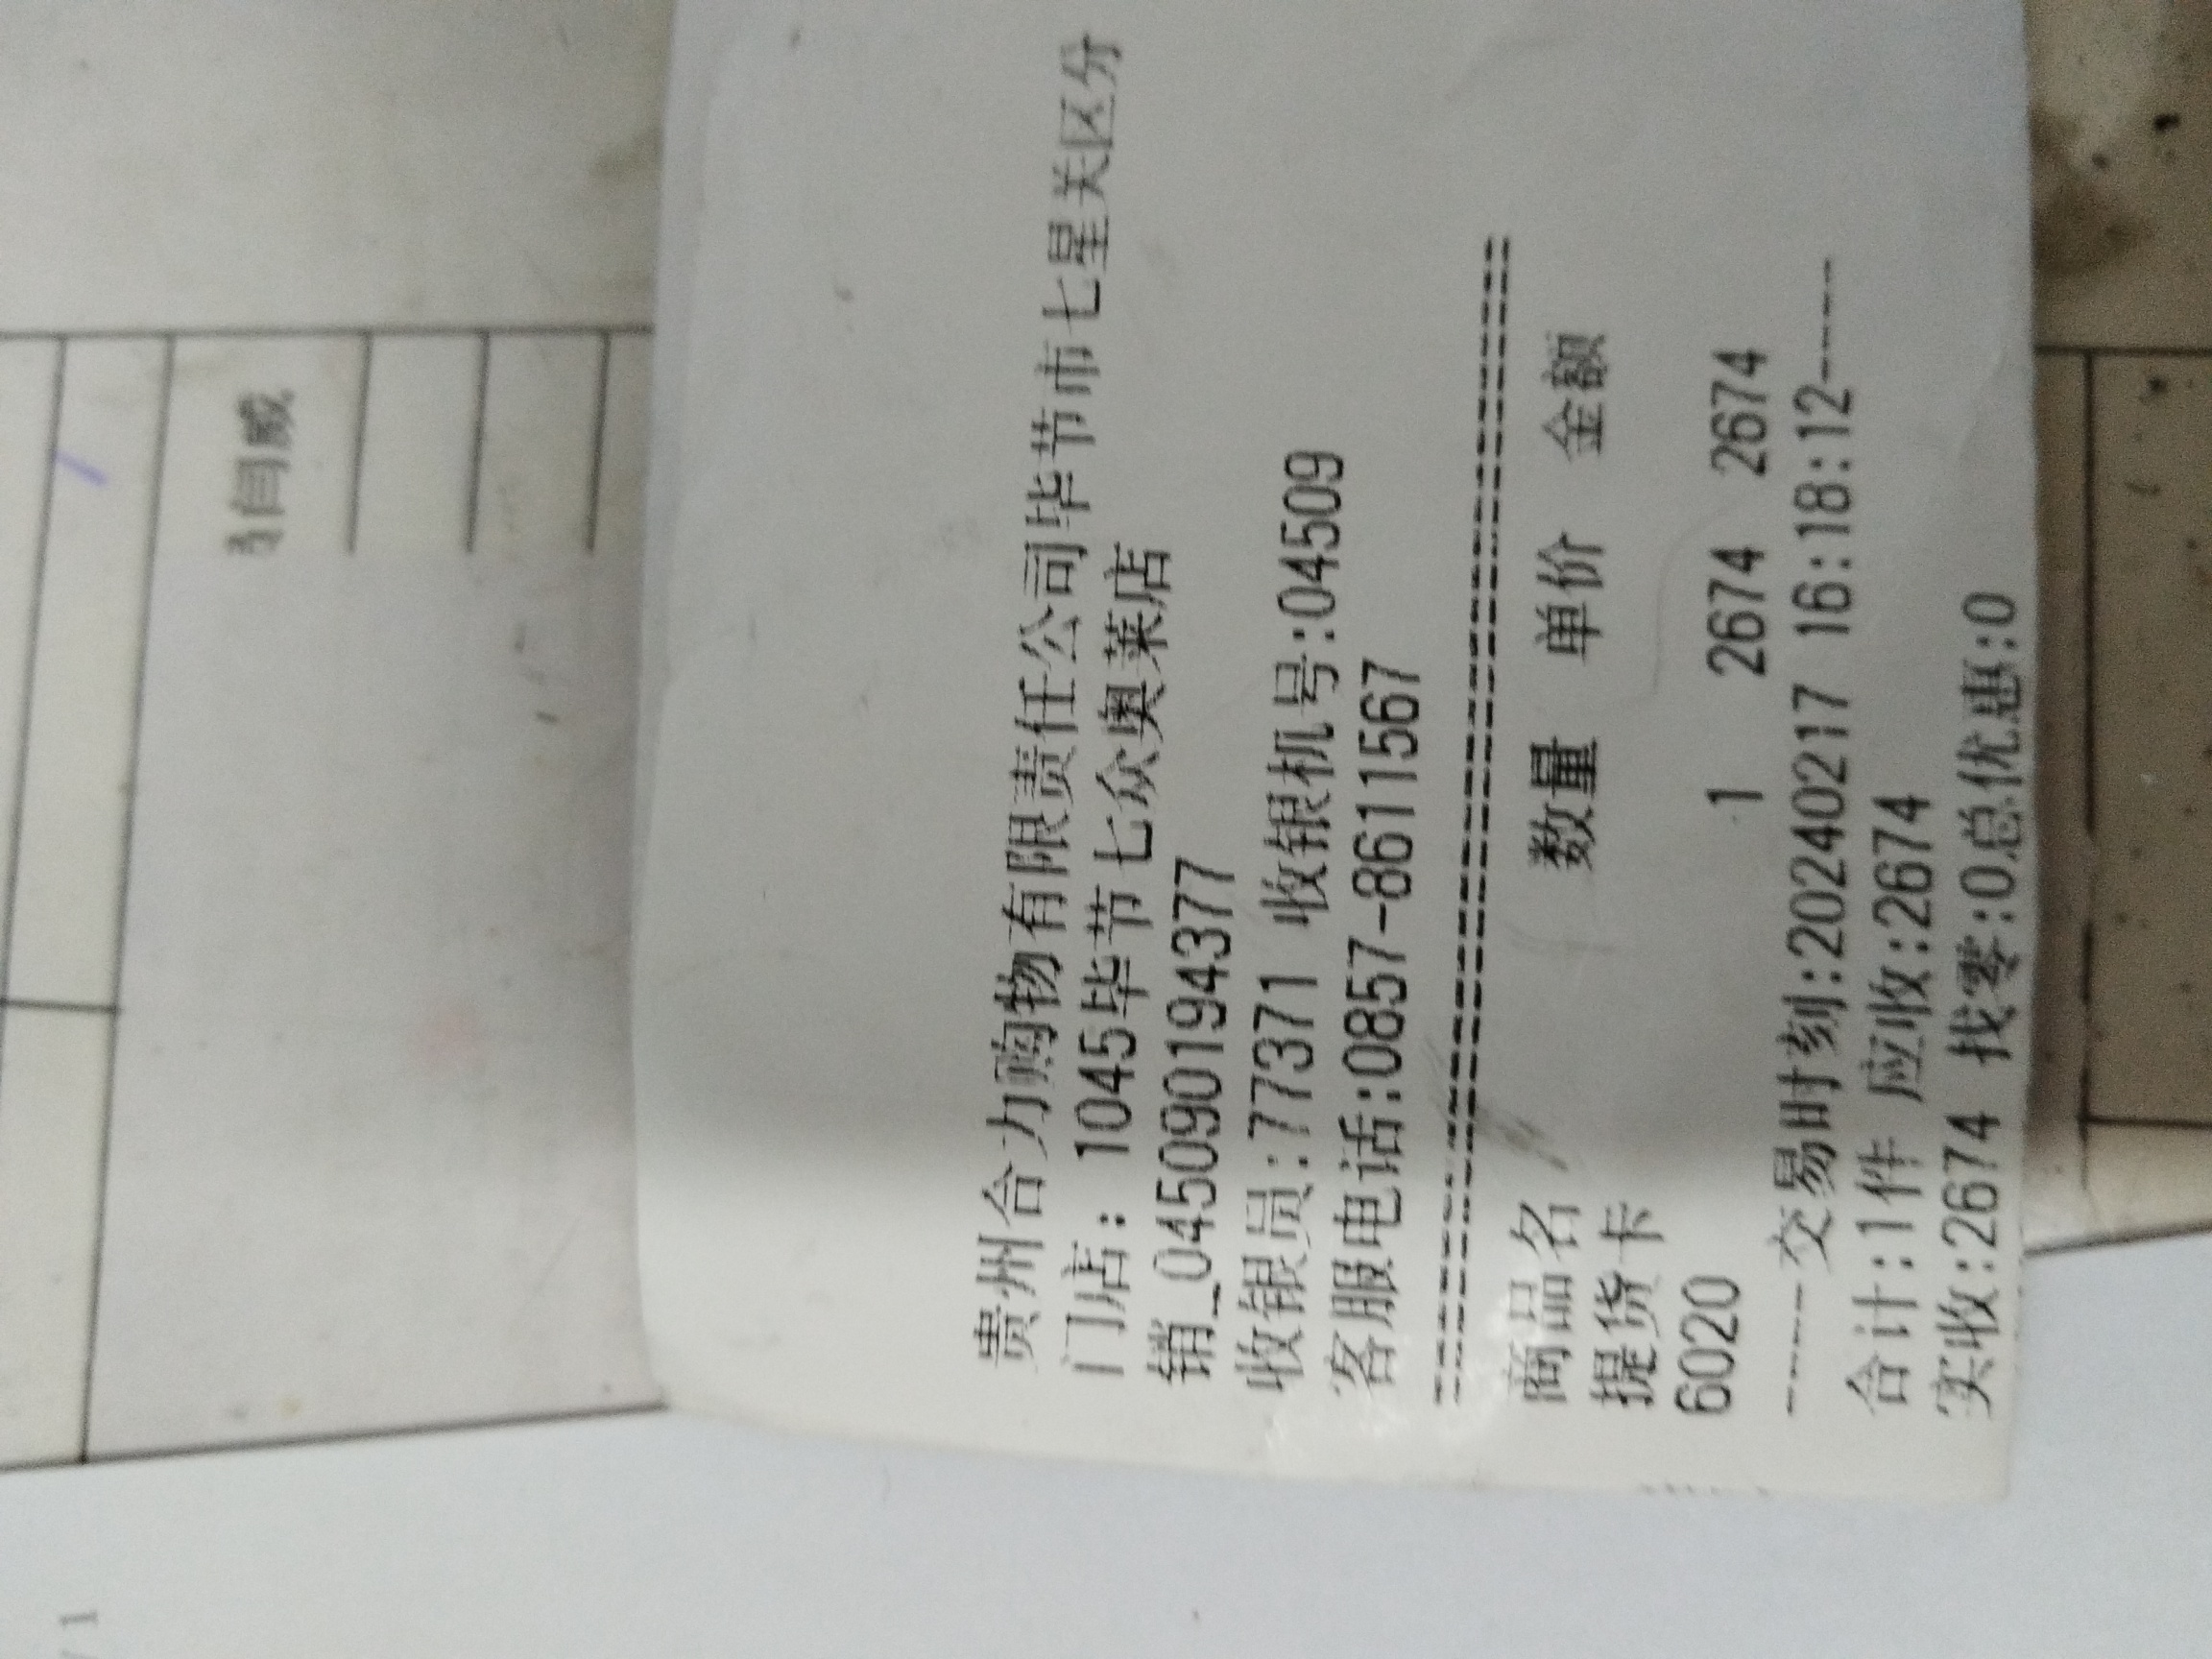 贵州合力购物有限责任公司毕节市七星关区分
门店：1045毕节七众奥莱店
销_045090194377
收银员:77371 收银机号:04509
客服电话:0857-8611567
==========================================
商品名 数量 单价 金额
提货卡
6020 1 2674 2674
-----交易时刻:20240217 16:18:12-----
合计:1件 应收:2674
实收:2674 找零:0总优惠:0
闫威